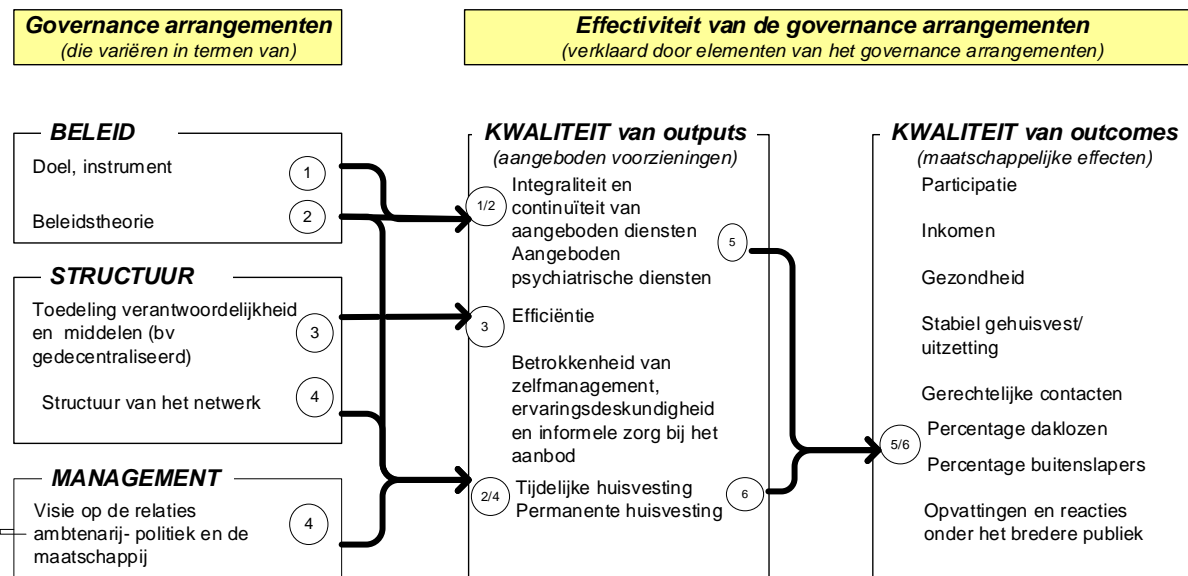 Governance arrangementen
(die variëren in termen van)
Effectiviteit van de governance arrangementen
(verklaard door elementen van het governance arrangementen)
BELEID
Doel, instrument
1
Beleidstheorie
2
STRUCTUUR
Toedeling verantwoordelijkheid
en middelen (bv
gedecentraliseerd)
3
Structuur van het netwerk
4
MANAGEMENT
Visie op de relaties
ambtenarij- politiek en de
maatschappij
4
KWALITEIT van outputs
(aangeboden voorzieningen)
1/2
Integraliteit en
continuïteit van
aangeboden diensten
Aangeboden
psychiatrische diensten
5
3
Efficiëntie
Betrokkenheid van
zelfmanagement,
ervaringsdeskundigheid
en informele zorg bij het
aanbod
2/4
Tijdelijke huisvesting
Permanente huisvesting
6
KWALITEIT van outcomes
(maatschappelijke effecten)
Participatie
Inkomen
Gezondheid
Stabiel gehuisvest/
uitzetting
Gerechtelijke contacten
5/6
Percentage daklozen
Percentage buitenslapers
Opvattingen en reacties
onder het bredere publiek